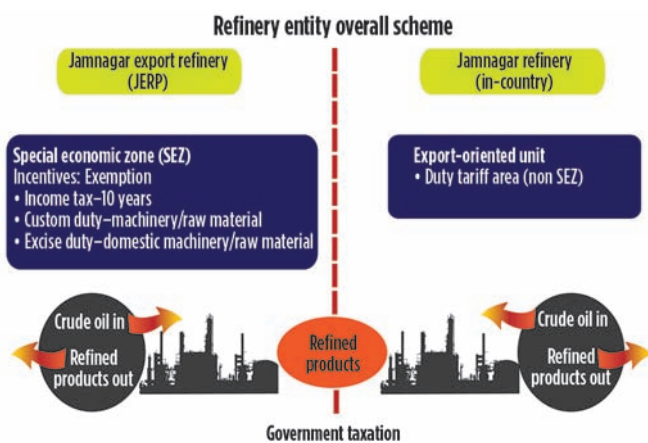 Refinery entity overall scheme
Jamnagar export refinery
(JERP)
Jamnagar refinery
(in-country)
Special economic zone (SEZ)
Incentives: Exemption
• Income tax–10 years
• Custom duty–machinery/raw material
• Excise duty–domestic machinery/raw material
Export-oriented unit
• Duty tariff area (non SEZ)
Crude oil in
Refined
products out
Refined
products
Crude oil in
Refined
products out
Government taxation